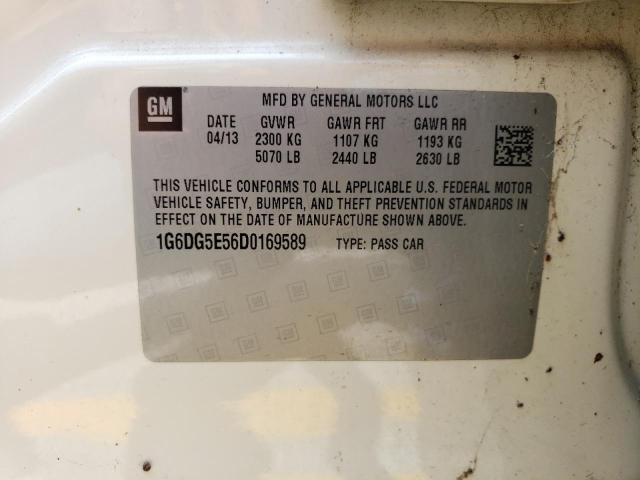 GM
MFD BY GENERAL MOTORS LLC
DATE GVWR GAWR FRT GAWR RR
04/13 2300 KG 1107 KG 1193 KG
5070 LB 2440 LB 2630 LB
THIS VEHICLE CONFORMS TO ALL APPLICABLE U.S. FEDERAL MOTOR
VEHICLE SAFETY, BUMPER, AND THEFT PREVENTION STANDARDS IN
EFFECT ON THE DATE OF MANUFACTURE SHOWN ABOVE.
1G6DG5E56D0169589 TYPE: PASS CAR